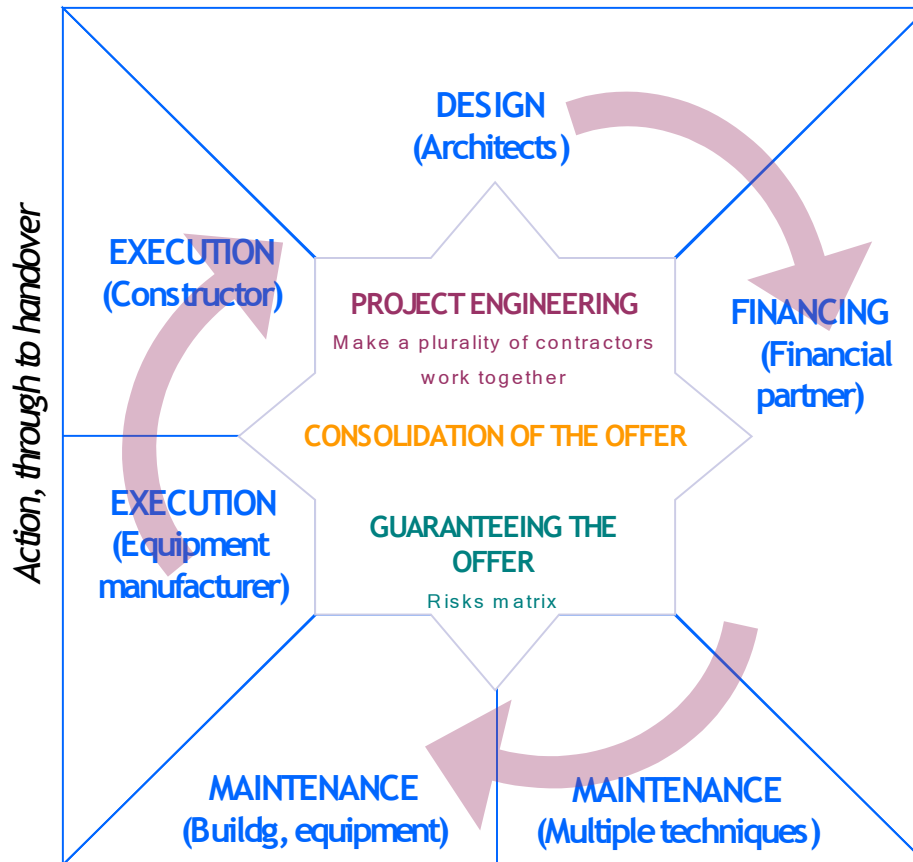 DESIGN
(Architects)
Action, through to handover
EXECUTION
(Constructor)
PROJECT ENGINEERING
Make a plurality of contractors
work together
FINANCING
(Financial
partner)
CONSOLIDATION OF THE OFFER
EXECUTION
(Equipment
manufacturer)
GUARANTEEING THE
OFFER
Risks matrix
MAINTENANCE
(Buildg, equipment)
MAINTENANCE
(Multiple techniques)